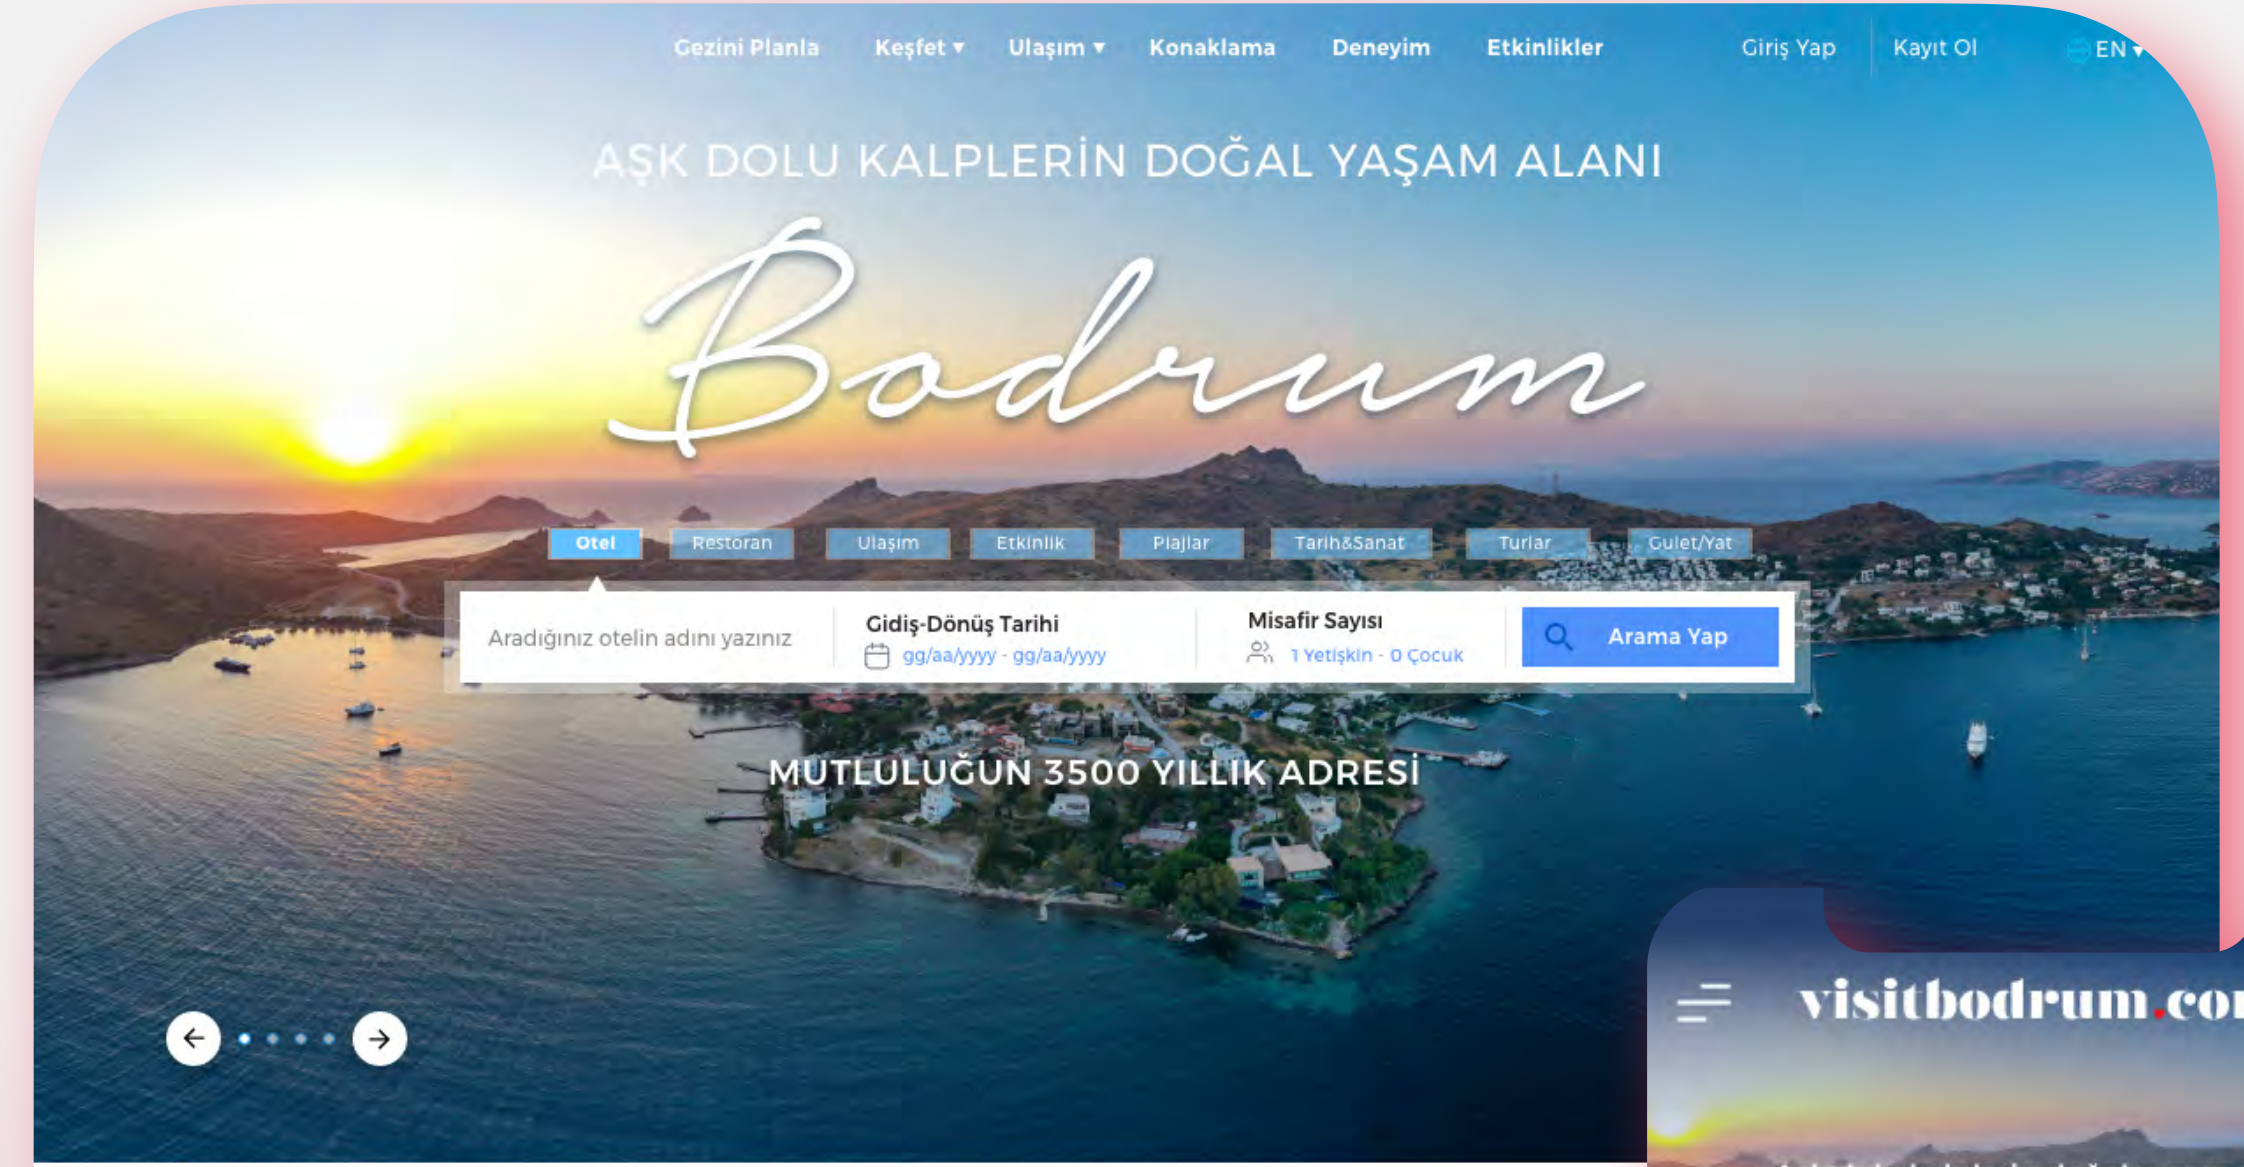 Gezini Planla Keşfet ▾ Ulaşım ▾ Konaklama Deneyim Etkinlikler Giriş Yap Kayıt Ol EN ▾
AŞK DOLU KALPLERİN DOĞAL YAŞAM ALANI
Bodrum
Otel Restoran Ulaşım Etkinlik Plajlar Tarih&Sanat Turlar Gulet/Yat
Aradığınız otelin adını yazınız
Gidiş-Dönüş Tarihi
gg/aa/yyyy - gg/aa/yyyy
Misafir Sayısı
1 Yetişkin - 0 Çocuk
Arama Yap
MUTLULUĞUN 3500 YILLIK ADRESİ
visitbodrum.co